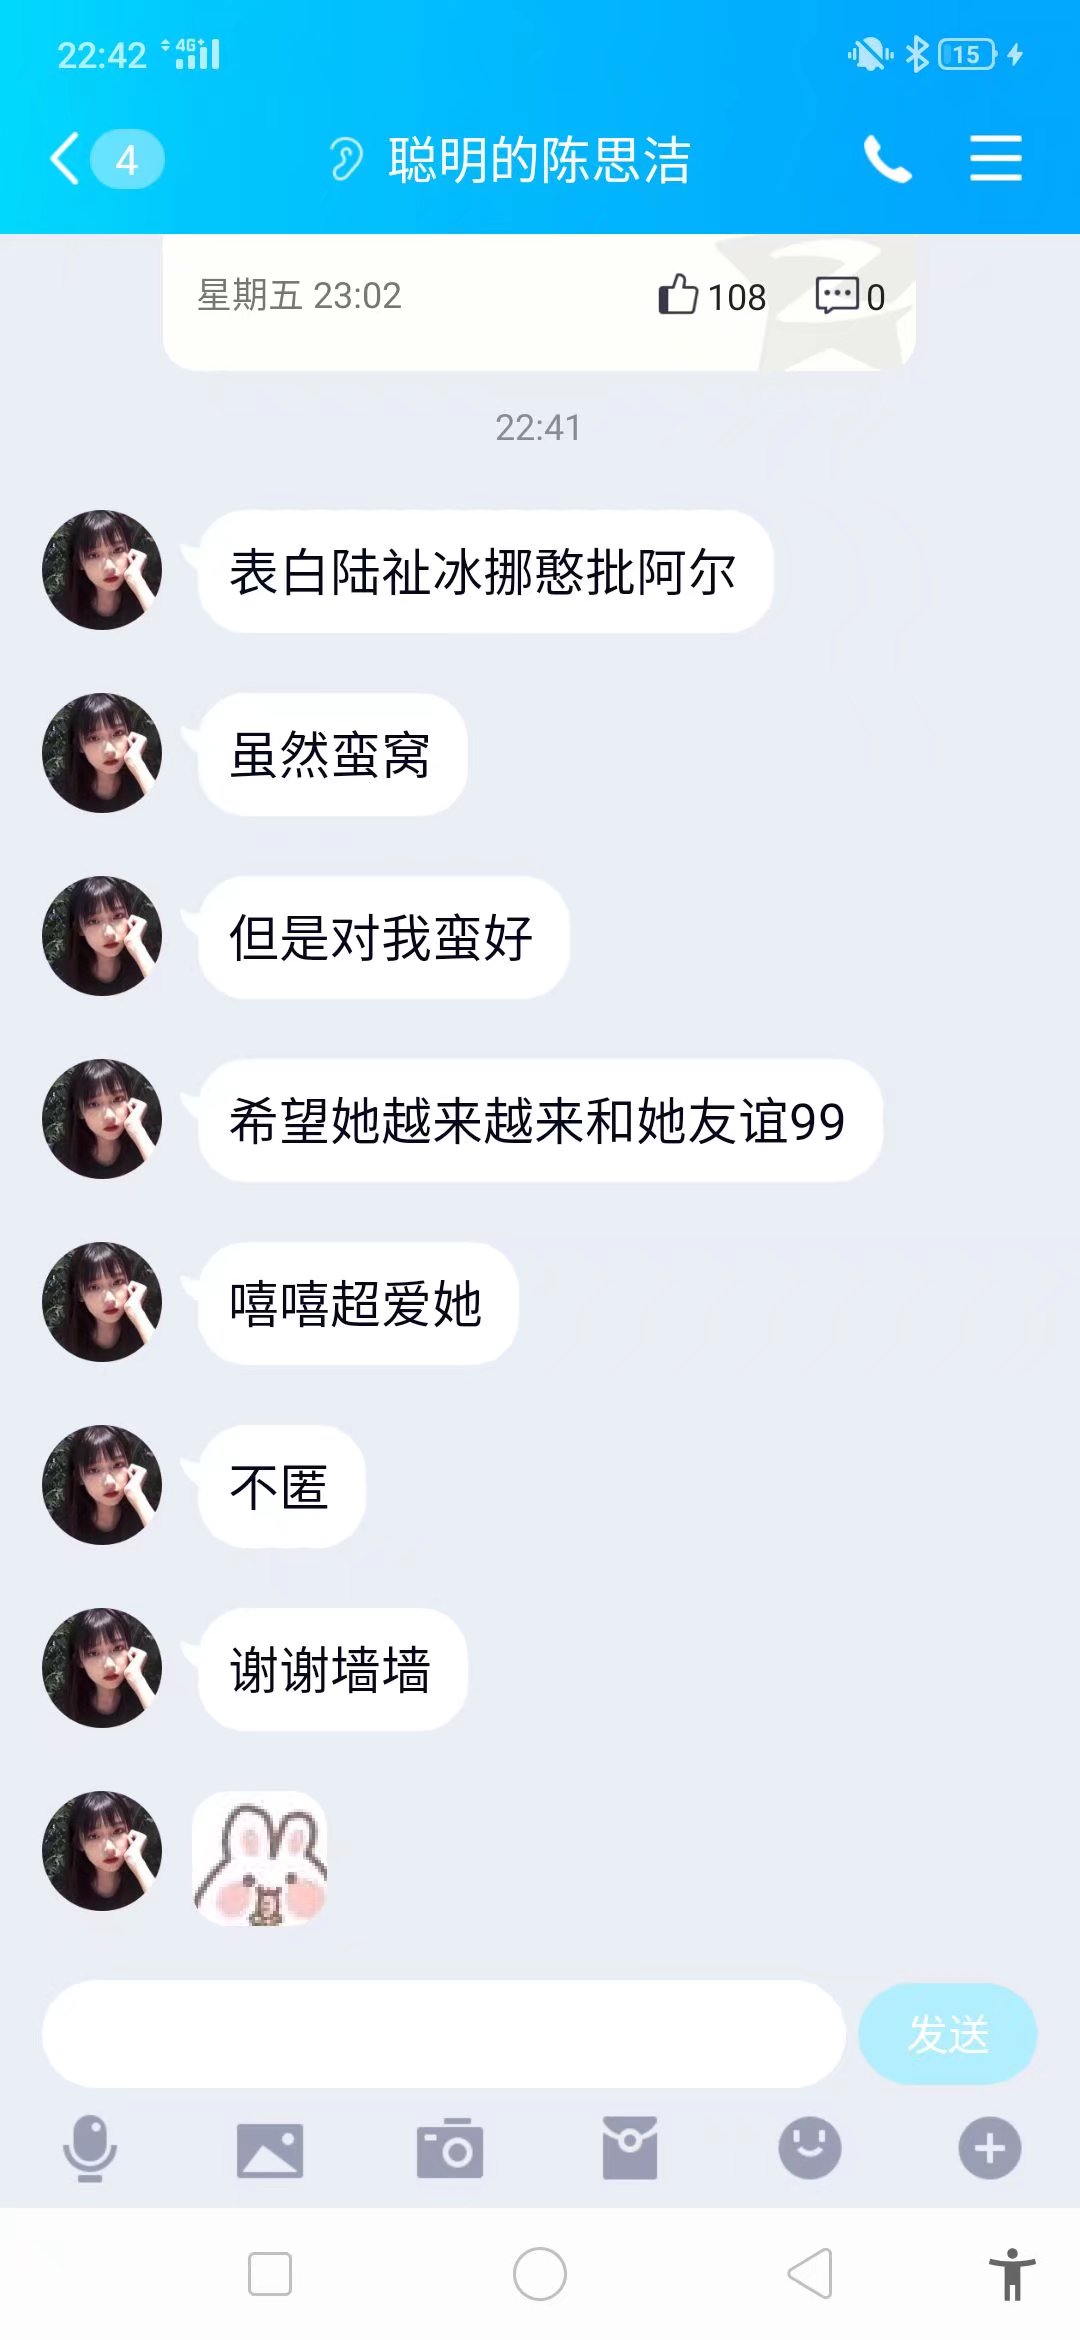 22:42 4G+ 15
4 聪明的陈思洁
星期五 23:02 108 0
22:41
表白陆祉冰挪憨批阿尔
虽然蛮窝
但是对我蛮好
希望她越来越来和她友谊99
嘻嘻超爱她
不匿
谢谢墙墙
发送